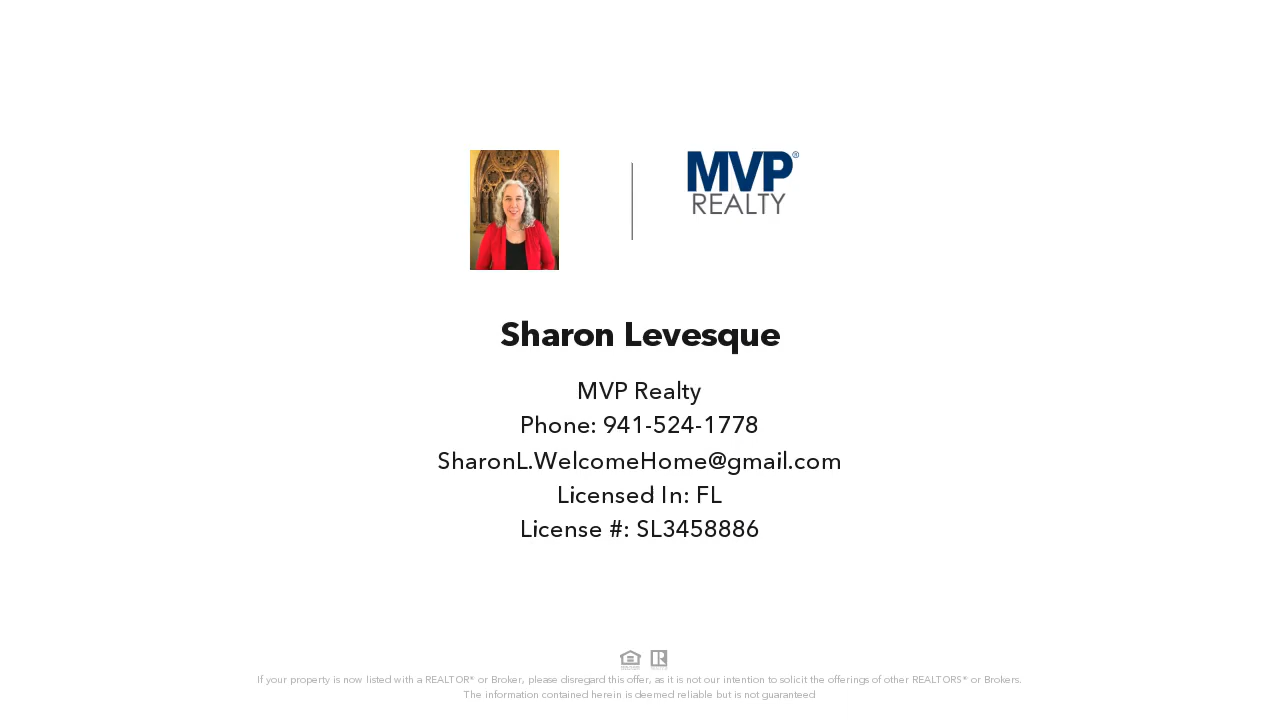 MVP®
REALTY
Sharon Levesque
MVP Realty
Phone: 941-524-1778
SharonL.WelcomeHome@gmail.com
Licensed In: FL
License #: SL3458886
If your property is now listed with a REALTOR® or Broker, please disregard this offer, as it is not our intention to solicit the offerings of other REALTORS® or Brokers.
The information contained herein is deemed reliable but is not guaranteed